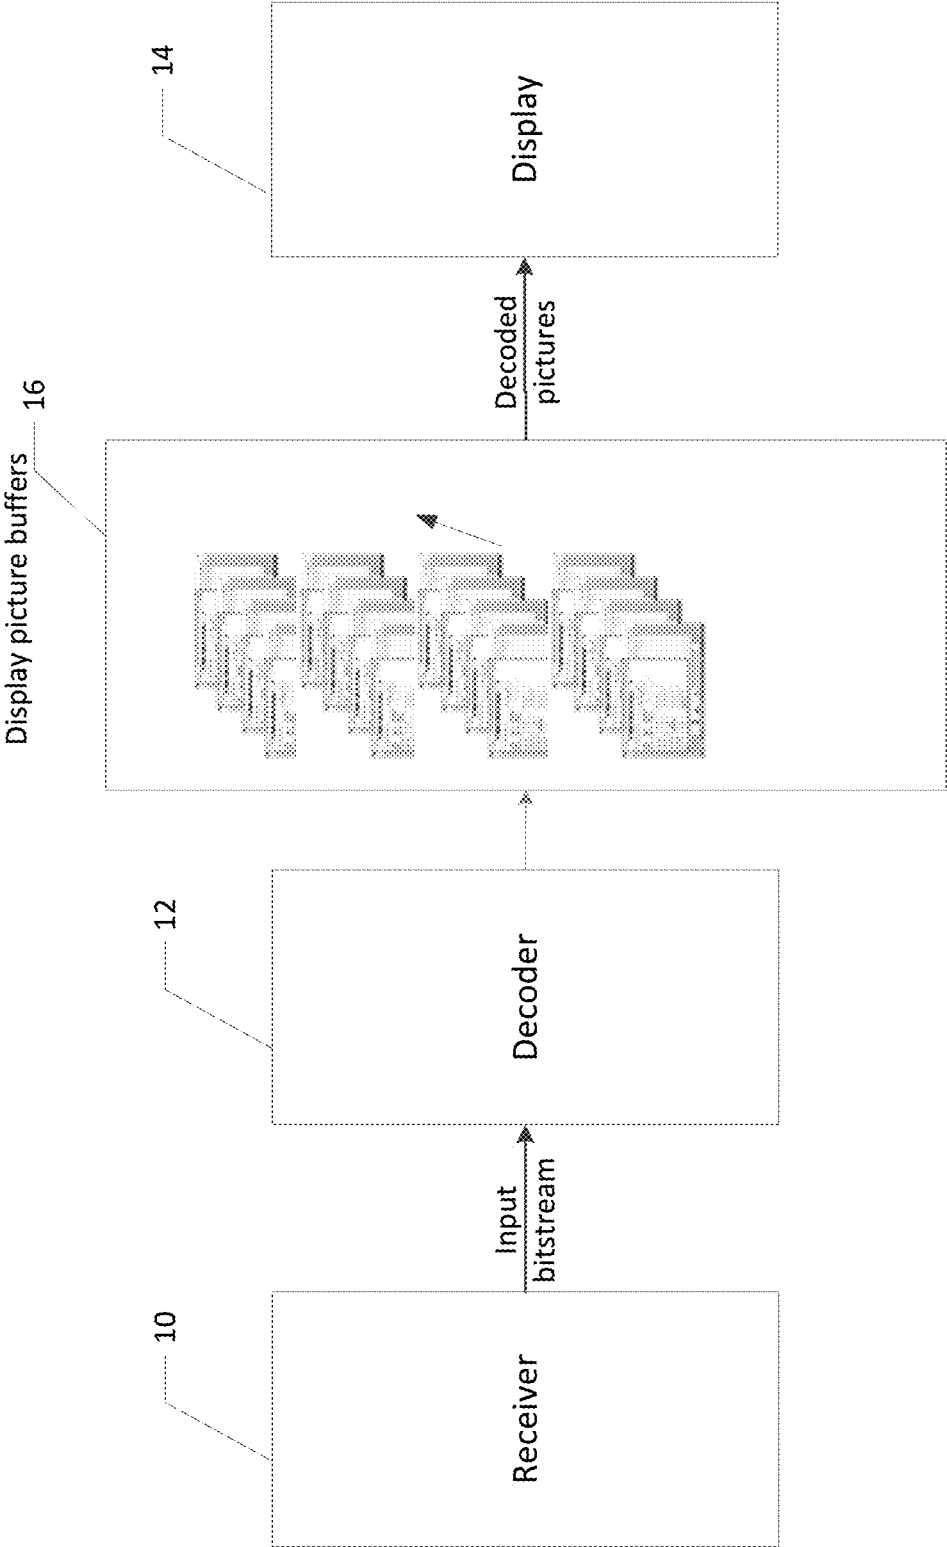 Display picture buffers
10
12
16
14
Receiver
Input
bitstream
Decoder
Decoded
pictures
Display